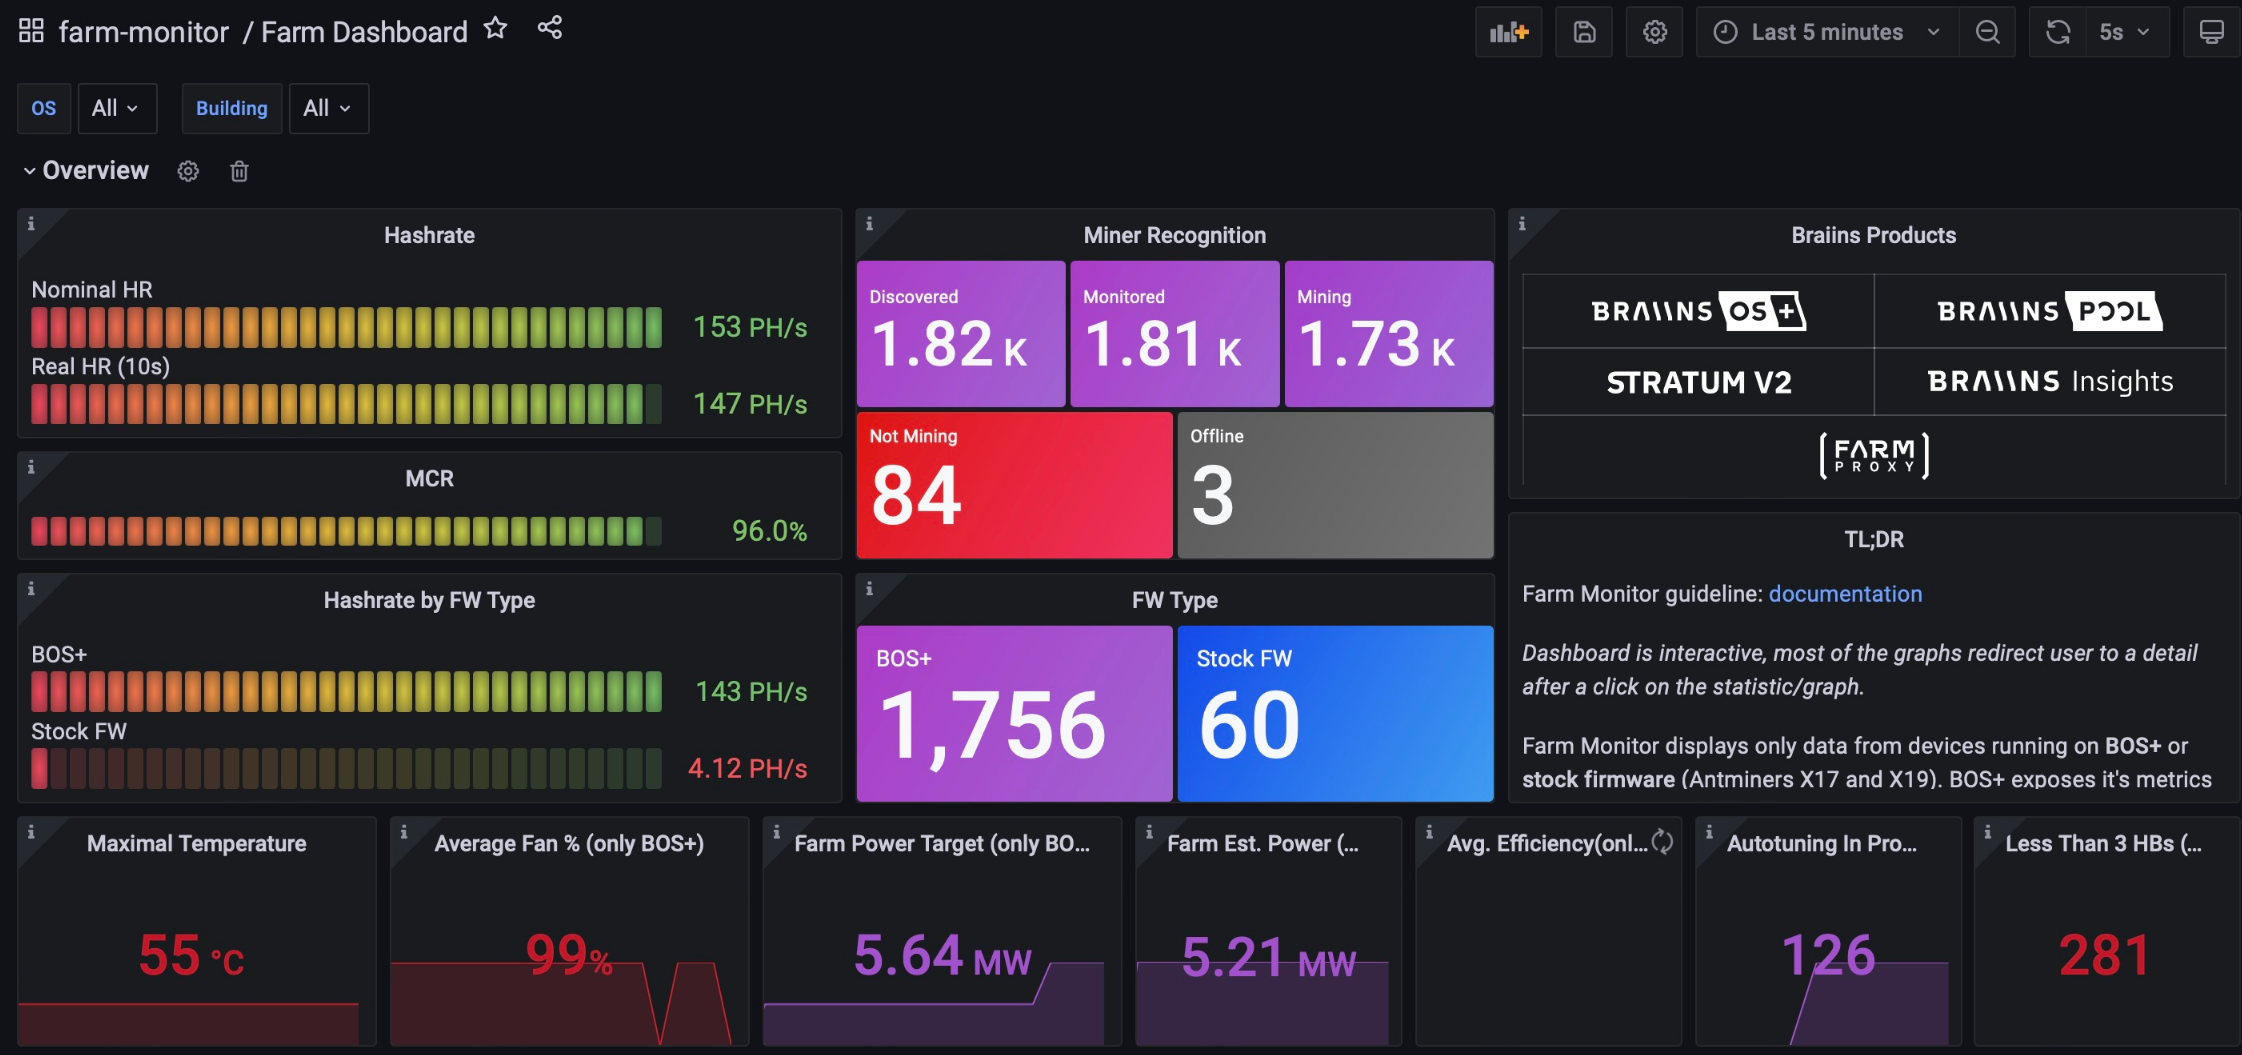 farm-monitor / Farm Dashboard
Last 5 minutes
5s
OS All Building All
Overview
Hashrate
Nominal HR
153 PH/s
Real HR (10s)
147 PH/s
MCR
96.0%
Hashrate by FW Type
BOS+
143 PH/s
Stock FW
4.12 PH/s
Miner Recognition
Discovered
1.82 K
Monitored
1.81 K
Mining
1.73 K
Not Mining
84
Offline
3
FW Type
BOS+
1,756
Stock FW
60
Braiins Products
BRAIINS OS+
BRAIINS POOL
STRATUM V2
BRAIINS Insights
FARM
PROXY
TL;DR
Farm Monitor guideline: documentation
Dashboard is interactive, most of the graphs redirect user to a detail
after a click on the statistic/graph.
Farm Monitor displays only data from devices running on BOS+ or
stock firmware (Antminers X17 and X19). BOS+ exposes it's metrics
Maximal Temperature
55 °C
Average Fan % (only BOS+)
99%
Farm Power Target (only BO...
5.64 MW
Farm Est. Power (...
5.21 MW
Avg. Efficiency(onl...
Autotuning In Pro...
126
Less Than 3 HBs (...
281